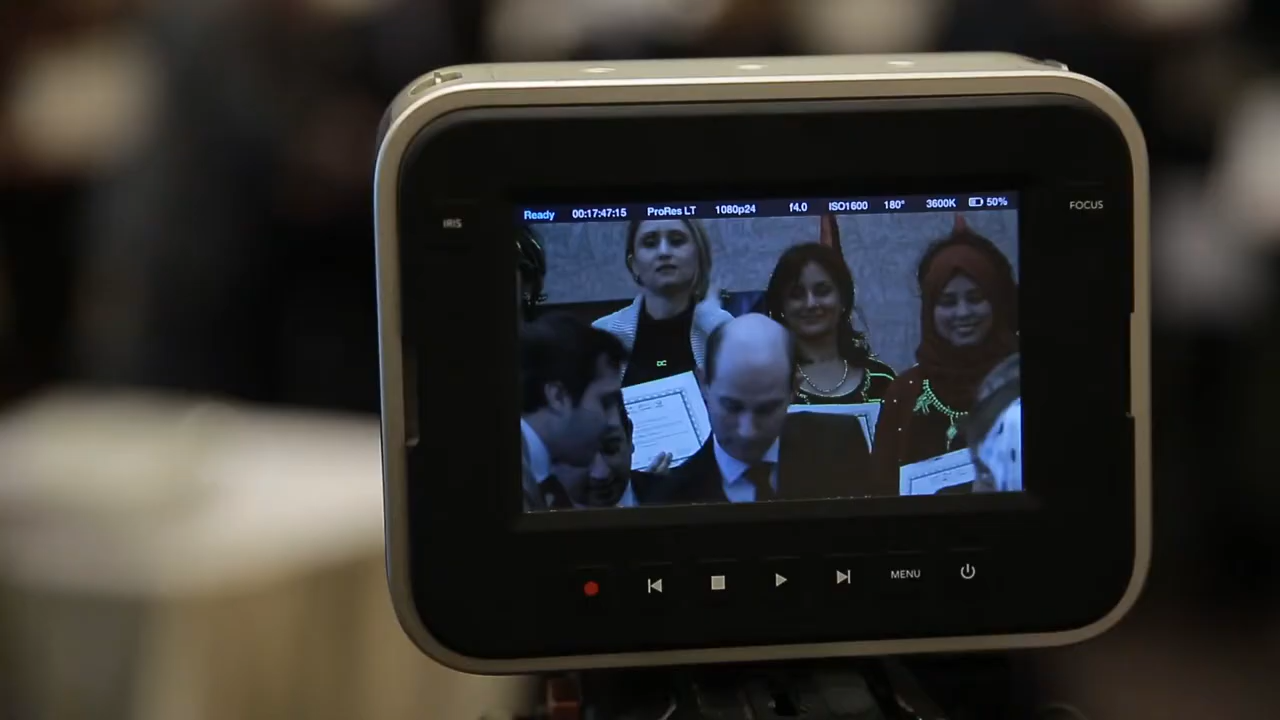 Ready 00:17:47:15 ProRes LT 1080p24 f4.0 ISO1600 180° 3600K 50%
IRIS
FOCUS
MENU